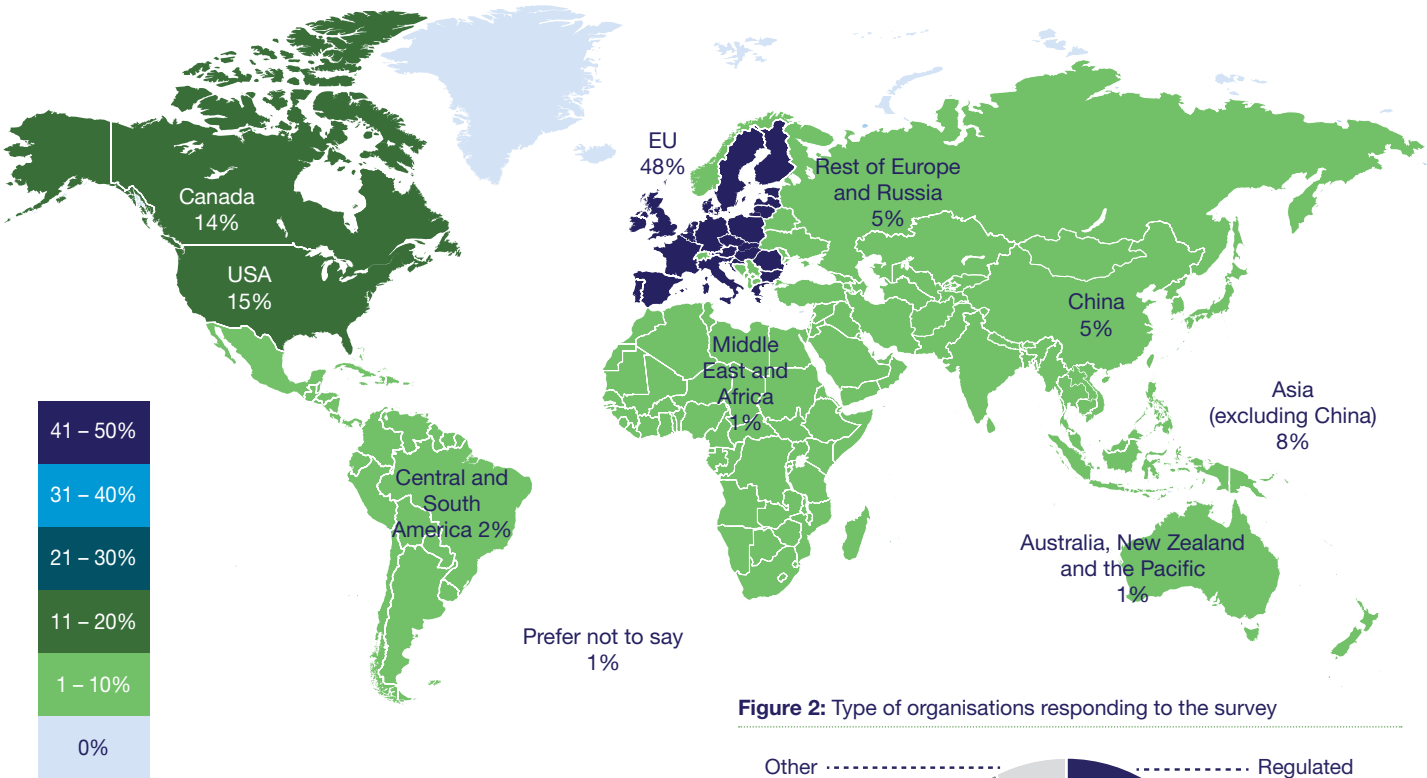 EU
48%
Rest of Europe
and Russia
5%
Canada
14%
USA
15%
China
5%
Middle
East and
Africa
1%
Asia
(excluding China)
8%
41 – 50%
31 – 40%
21 – 30%
11 – 20%
1 – 10%
0%
Central and
South
America 2%
Australia, New Zealand
and the Pacific
1%
Prefer not to say
1%
Figure 2: Type of organisations responding to the survey
Other
Regulated